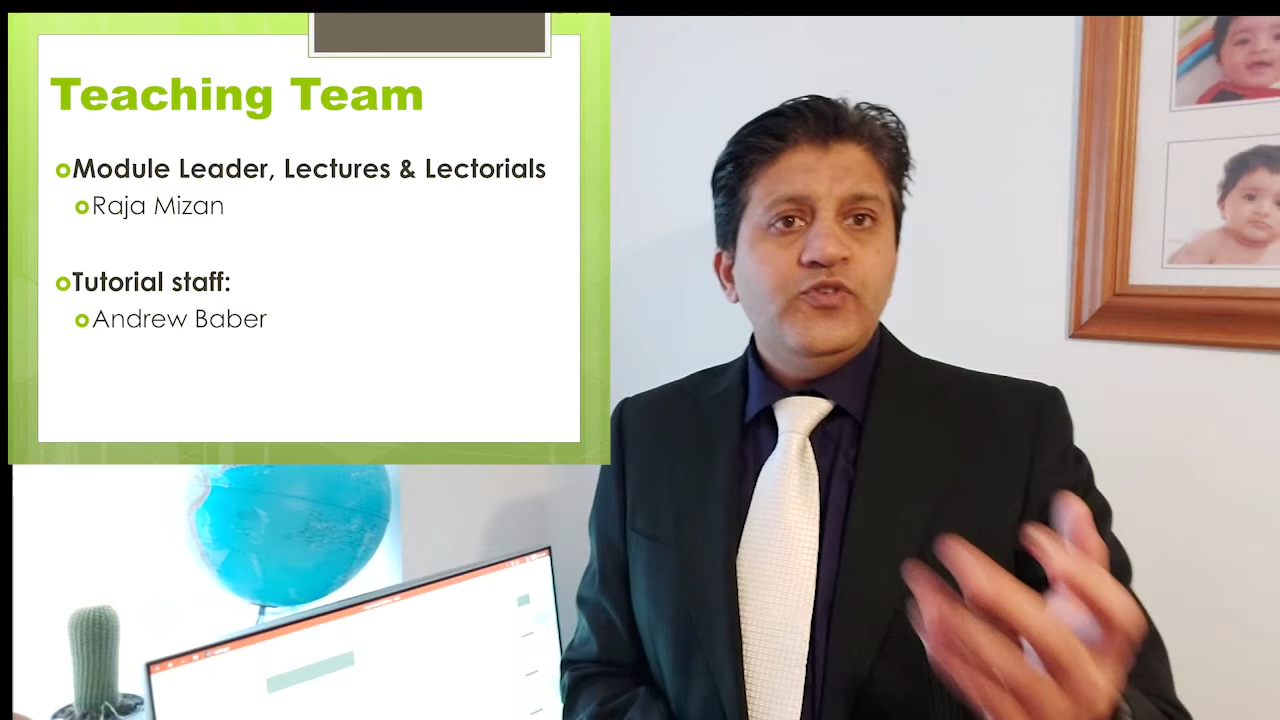 Teaching Team
Module Leader, Lectures & Lectorials
Raja Mizan
Tutorial staff:
Andrew Baber